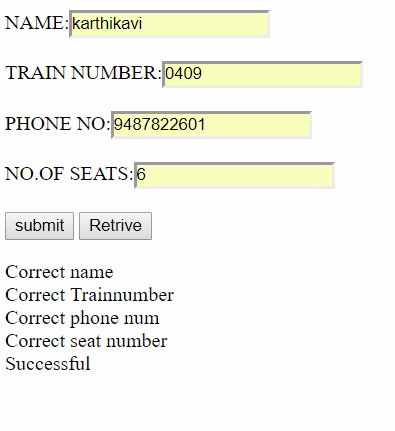 NAME:karthikavi
TRAIN NUMBER:0409
PHONE NO:9487822601
NO.OF SEATS:6
submit Retrive
Correct name
Correct Trainnumber
Correct phone num
Correct seat number
Successful